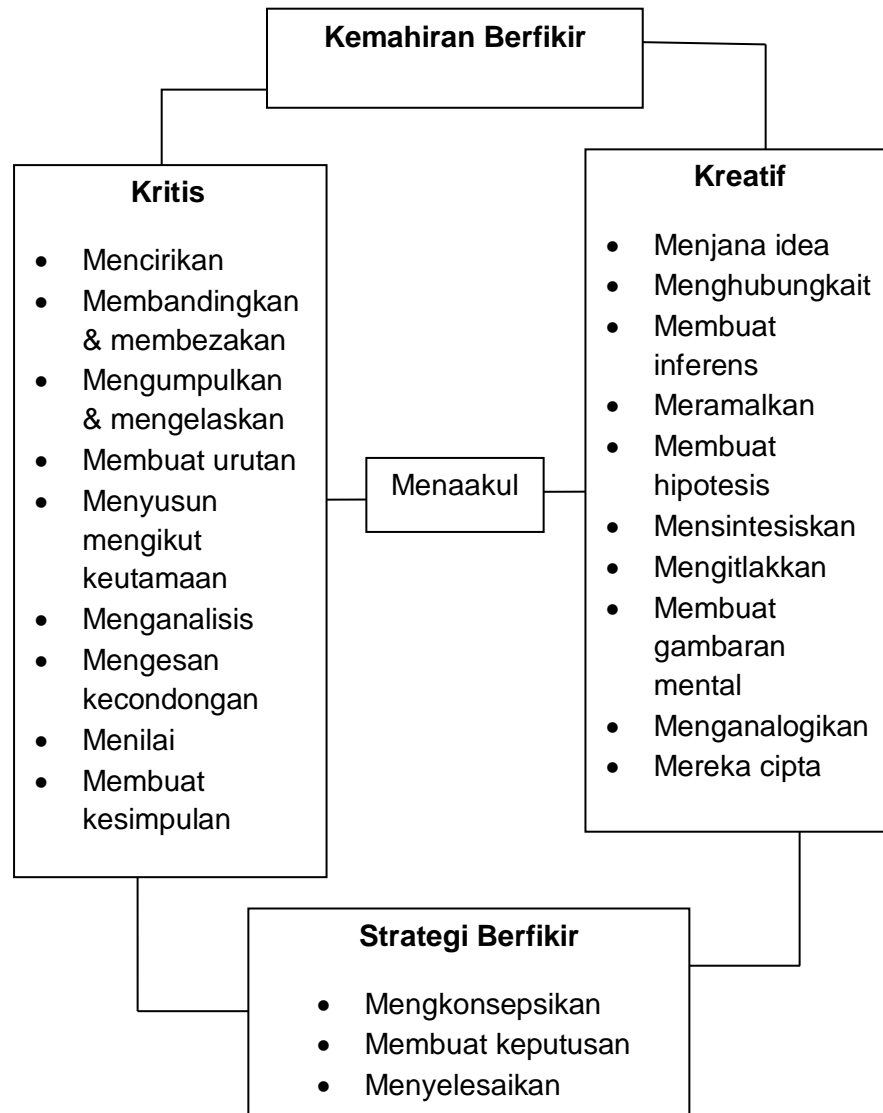 Kemahiran Berfikir
Kritis
• Mencirikan
• Membandingkan
& membezakan
• Mengumpulkan
& mengelaskan
• Membuat urutan
• Menyusun
mengikut
keutamaan
• Menganalisis
• Mengesan
kecondongan
• Menilai
• Membuat
kesimpulan
Menaakul
Kreatif
• Menjana idea
• Menghubungkait
• Membuat
inferens
• Meramalkan
• Membuat
hipotesis
• Mensintesiskan
• Mengitlakkan
• Membuat
gambaran
mental
• Menganalogikan
• Mereka cipta
Strategi Berfikir
• Mengkonsepsikan
• Membuat keputusan
• Menyelesaikan